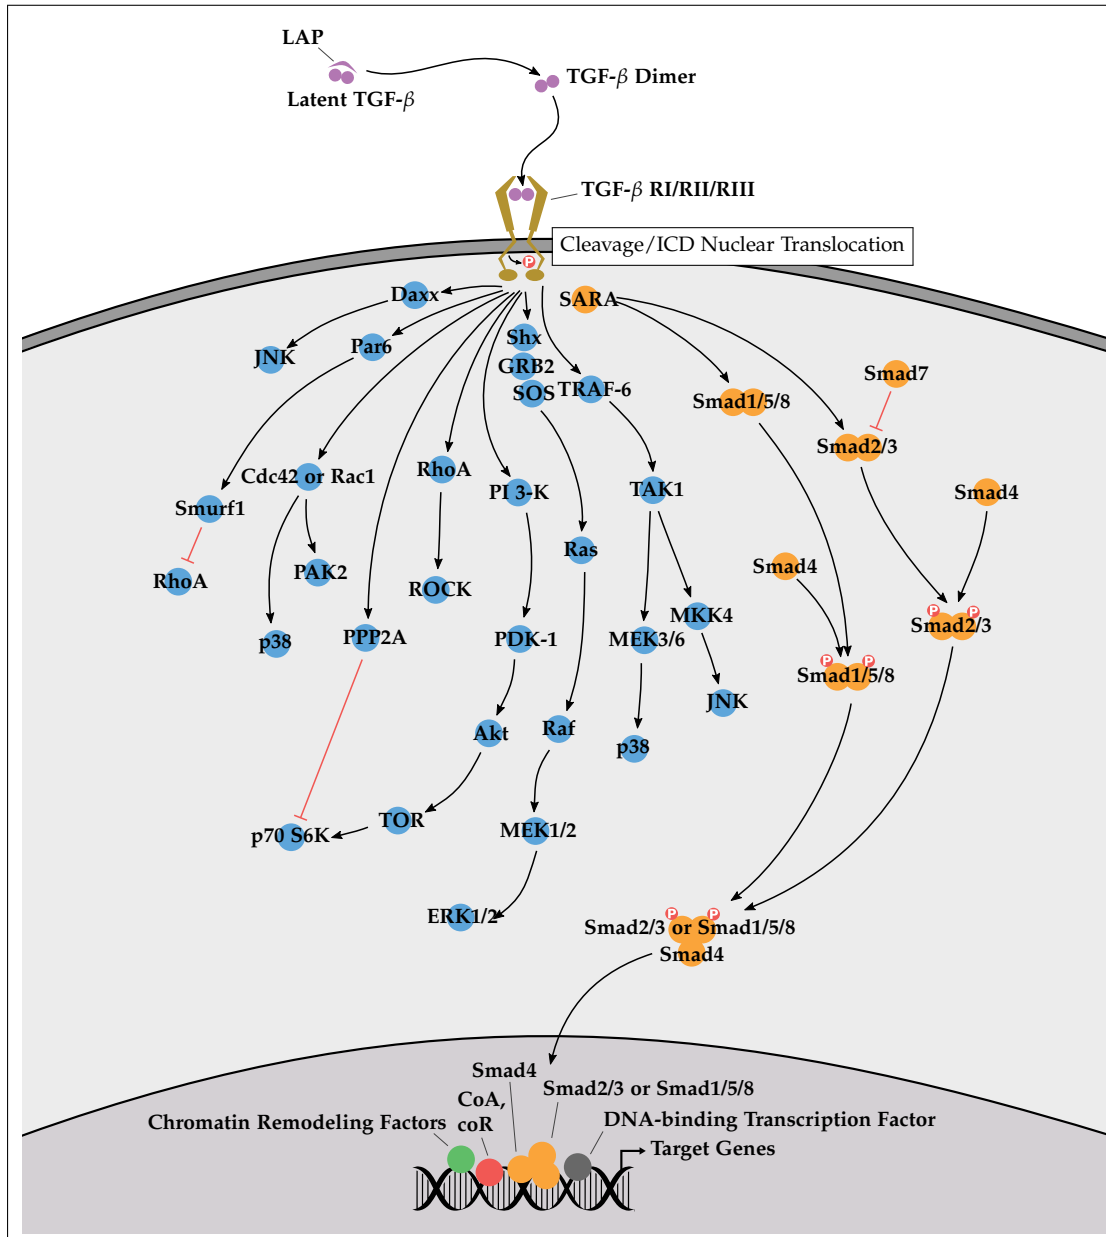 LAP
Latent TGF-β
TGF-β Dimer
TGF-β RI/RII/RIII
Cleavage/ICD Nuclear Translocation
P
Daxx
SARA
JNK
Par6
Shx
GRB2
SOS
TRAF-6
Smad1/5/8
Smad7
Smad2/3
Cdc42 or Rac1
RhoA
PI 3-K
TAK1
Smad4
Smurf1
RhoA
PAK2
ROCK
Ras
Smad4
p38
PPP2A
PDK-1
MEK3/6
MKK4
P
P
Smad2/3
P
P
Smad1/5/8
JNK
Akt
Raf
p38
p70 S6K
TOR
MEK1/2
ERK1/2
P
P
Smad2/3 or Smad1/5/8
Smad4
Smad4
Smad2/3 or Smad1/5/8
CoA,
coR
Chromatin Remodeling Factors
DNA-binding Transcription Factor
Target Genes